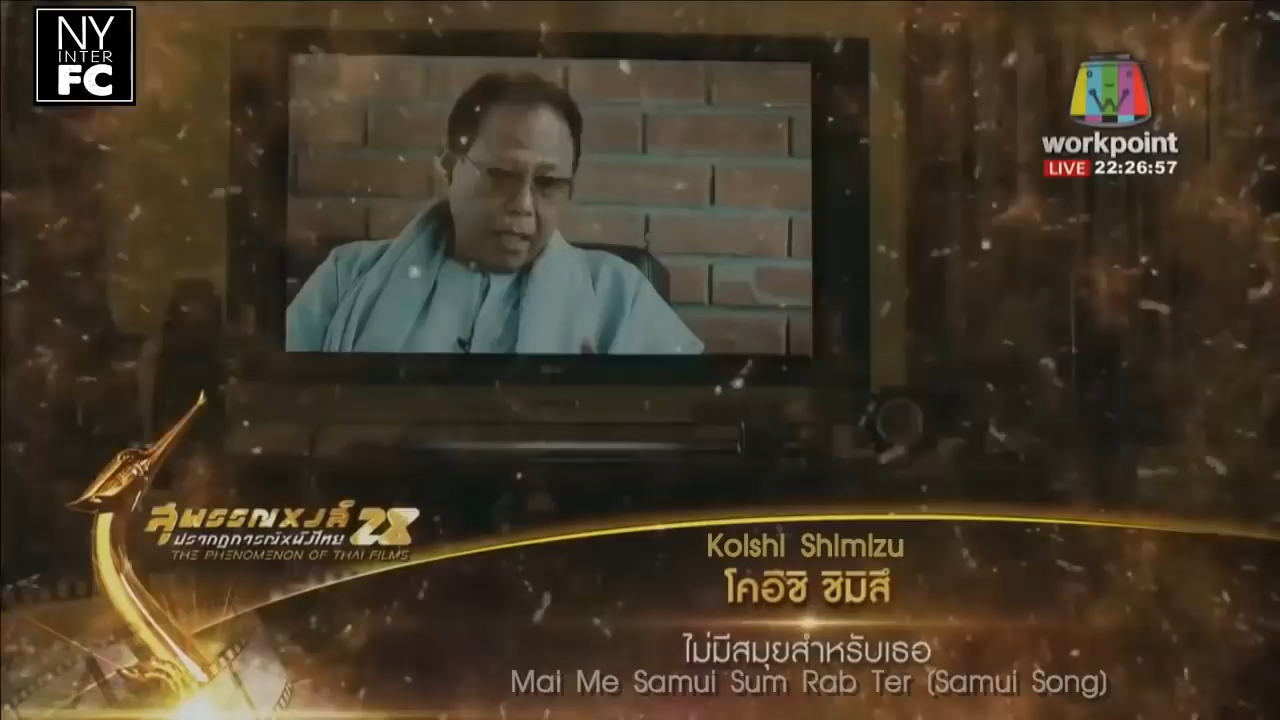 NY
INTER
FC
workpoint
LIVE 22:26:57
สุพรรณหงส์ 28
ปรากฏการณ์หนังไทย
THE PHENOMENON OF THAI FILMS
Koishi Shimizu
โคอิชิ ชิมิสึ
ไม่มีสมุยสำหรับเธอ
Mai Me Samui Sum Rab Ter (Samui Song)